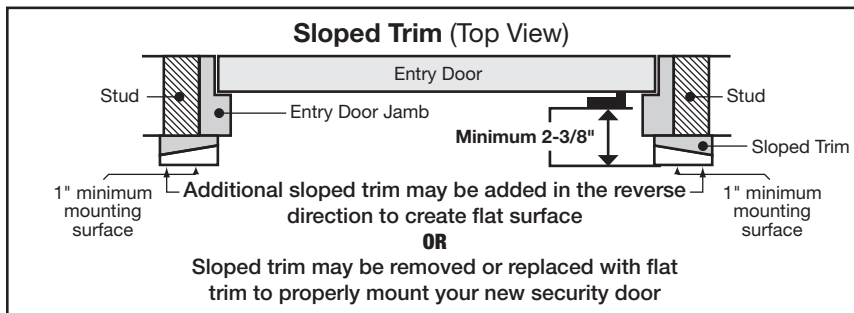 Sloped Trim (Top View)
Entry Door
Stud
Stud
Entry Door Jamb
Minimum 2-3/8"
Sloped Trim
1" minimum
mounting
surface
Additional sloped trim may be added in the reverse
direction to create flat surface
1" minimum
mounting
surface
OR
Sloped trim may be removed or replaced with flat
trim to properly mount your new security door